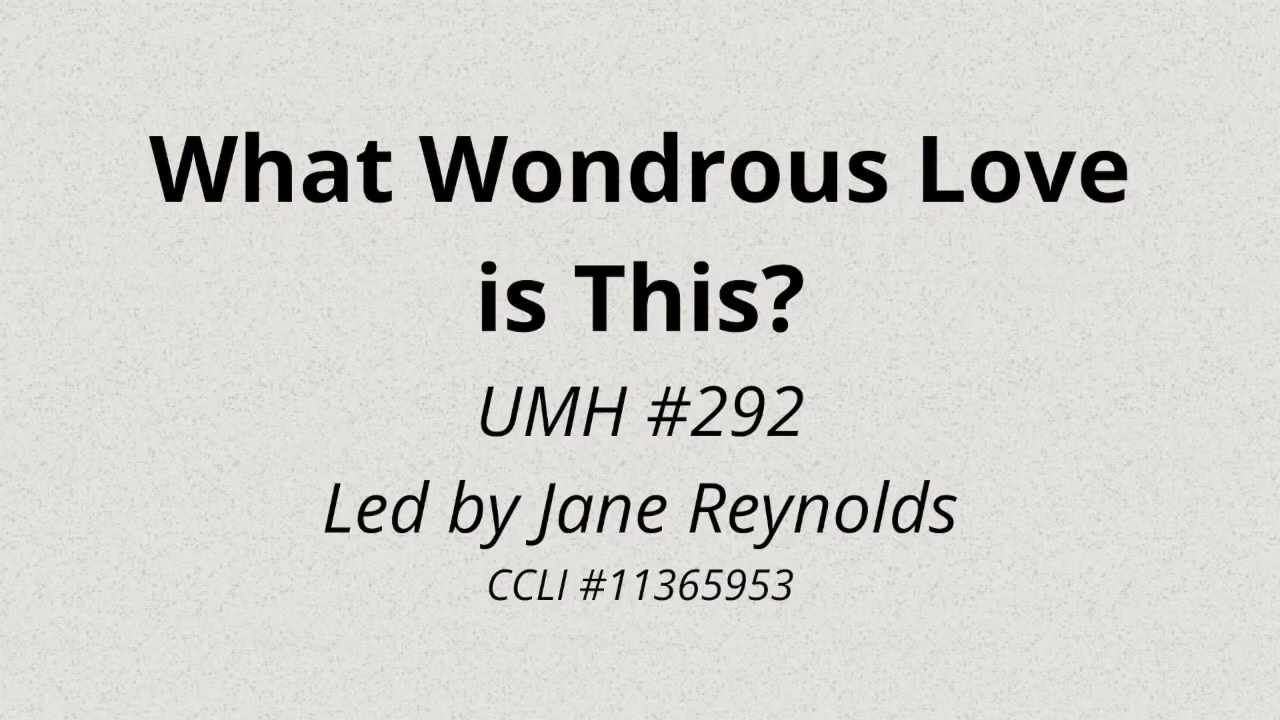 What Wondrous Love
is This?
UMH #292
Led by Jane Reynolds
CCLI #11365953